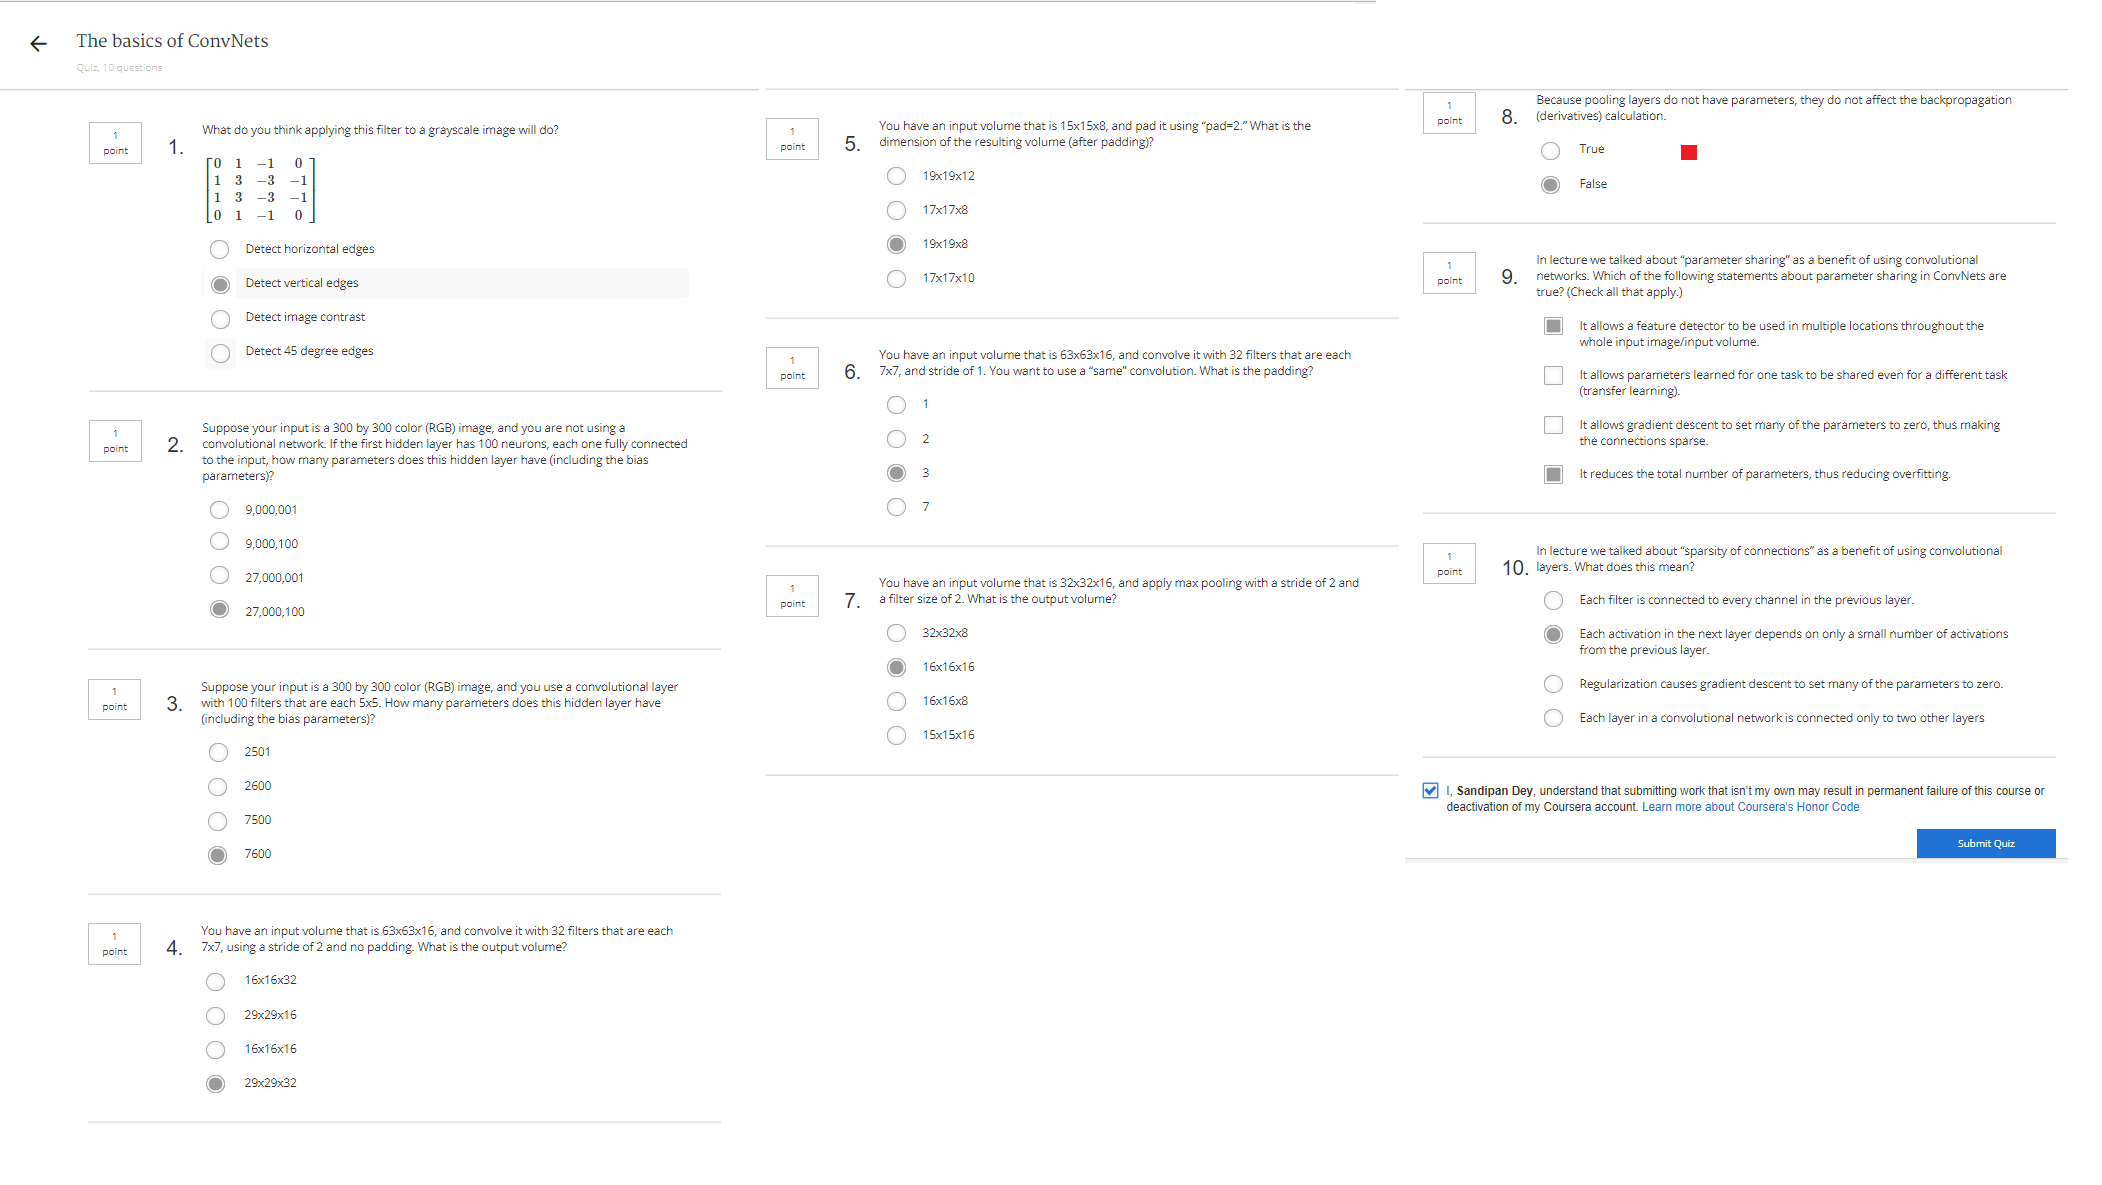 The basics of ConvNets
Quiz, 10 questions
1
point
1.
What do you think applying this filter to a grayscale image will do?
0 1 −1 0
1 3 −3 −1
1 3 −3 −1
0 1 −1 0
Detect horizontal edges
Detect vertical edges
Detect image contrast
Detect 45 degree edges
1
point
2.
Suppose your input is a 300 by 300 color (RGB) image, and you are not using a
convolutional network. If the first hidden layer has 100 neurons, each one fully connected
to the input, how many parameters does this hidden layer have (including the bias
parameters)?
9,000,001
9,000,100
27,000,001
27,000,100
1
point
3.
Suppose your input is a 300 by 300 color (RGB) image, and you use a convolutional layer
with 100 filters that are each 5x5. How many parameters does this hidden layer have
(including the bias parameters)?
2501
2600
7500
7600
1
point
4.
You have an input volume that is 63x63x16, and convolve it with 32 filters that are each
7x7, using a stride of 2 and no padding. What is the output volume?
16x16x32
29x29x16
16x16x16
29x29x32
1
point
5.
You have an input volume that is 15x15x8, and pad it using “pad=2.” What is the
dimension of the resulting volume (after padding)?
19x19x12
17x17x8
19x19x8
17x17x10
1
point
6.
You have an input volume that is 63x63x16, and convolve it with 32 filters that are each
7x7, and stride of 1. You want to use a “same” convolution. What is the padding?
1
2
3
7
1
point
7.
You have an input volume that is 32x32x16, and apply max pooling with a stride of 2 and
a filter size of 2. What is the output volume?
32x32x8
16x16x16
16x16x8
15x15x16
1
point
8.
Because pooling layers do not have parameters, they do not affect the backpropagation
(derivatives) calculation.
True
False
1
point
9.
In lecture we talked about “parameter sharing” as a benefit of using convolutional
networks. Which of the following statements about parameter sharing in ConvNets are
true? (Check all that apply.)
It allows a feature detector to be used in multiple locations throughout the
whole input image/input volume.
It allows parameters learned for one task to be shared even for a different task
(transfer learning).
It allows gradient descent to set many of the parameters to zero, thus making
the connections sparse.
It reduces the total number of parameters, thus reducing overfitting.
1
point
10.
In lecture we talked about “sparsity of connections” as a benefit of using convolutional
layers. What does this mean?
Each filter is connected to every channel in the previous layer.
Each activation in the next layer depends on only a small number of activations
from the previous layer.
Regularization causes gradient descent to set many of the parameters to zero.
Each layer in a convolutional network is connected only to two other layers
I, Sandipan Dey, understand that submitting work that isn't my own may result in permanent failure of this course or
deactivation of my Coursera account. Learn more about Coursera's Honor Code
Submit Quiz